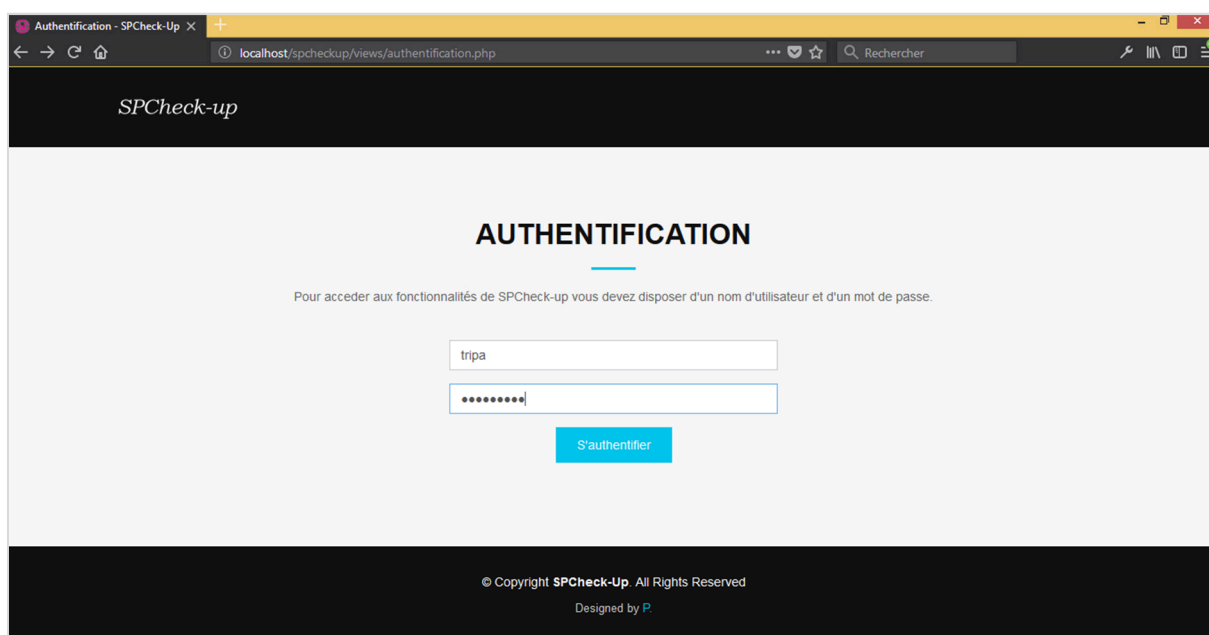 Authentification - SPCheck-Up
localhost/spcheckup/views/authentification.php
Rechercher
SPCheck-up
AUTHENTIFICATION
Pour acceder aux fonctionnalités de SPCheck-up vous devez disposer d'un nom d'utilisateur et d'un mot de passe.
tripa
●●●●●●●●●
S'authentifier
© Copyright SPCheck-Up. All Rights Reserved
Designed by P.